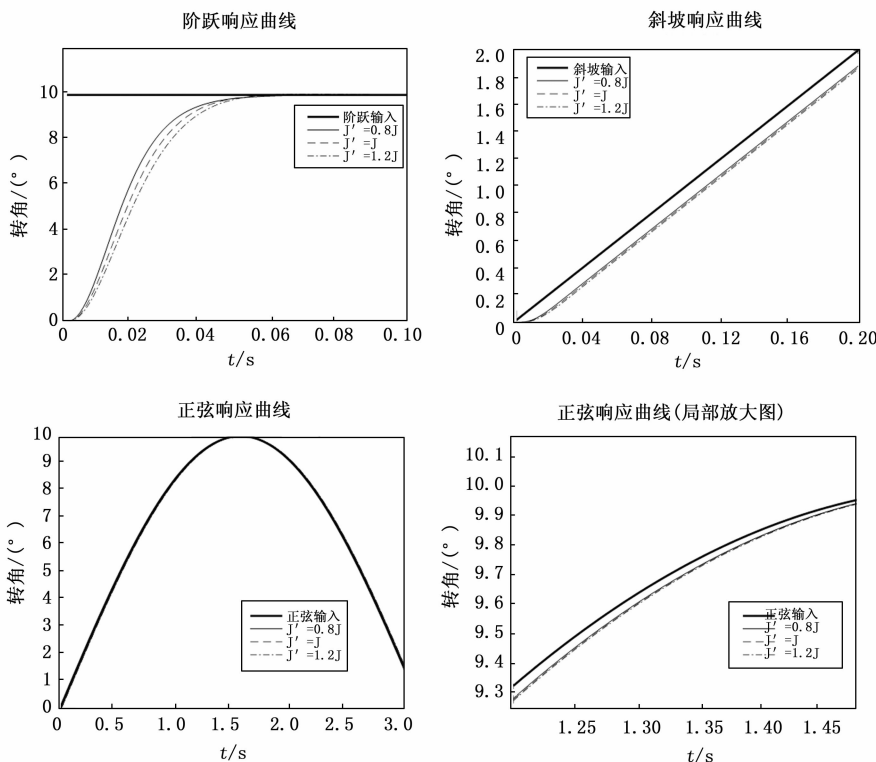 阶跃响应曲线
转角/(°)
10
8
6
4
2
0
阶跃输入
J′=0.8J
J′=J
J′=1.2J
0
0.02
0.04
0.06
0.08
0.10
t/s
斜坡响应曲线
转角/(°)
2.0
1.8
1.6
1.4
1.2
1.0
0.8
0.6
0.4
0.2
0
斜坡输入
J′=0.8J
J′=J
J′=1.2J
0
0.04
0.08
0.12
0.16
0.20
t/s
正弦响应曲线
转角/(°)
10
9
8
7
6
5
4
3
2
1
0
正弦输入
J′=0.8J
J′=J
J′=1.2J
0
0.5
1.0
1.5
2.0
2.5
3.0
t/s
正弦响应曲线(局部放大图)
转角/(°)
10.1
10.0
9.9
9.8
9.7
9.6
9.5
9.4
9.3
正弦输入
J′=0.8J
J′=J
J′=1.2J
1.25
1.30
1.35
1.40
1.45
t/s